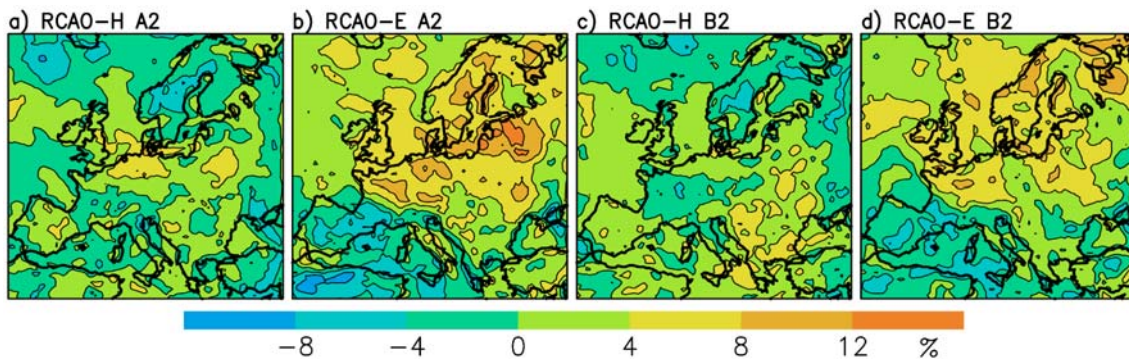 a) RCAO-H A2 b) RCAO-E A2 c) RCAO-H B2 d) RCAO-E B2
-8 -4 0 4 8 12 %